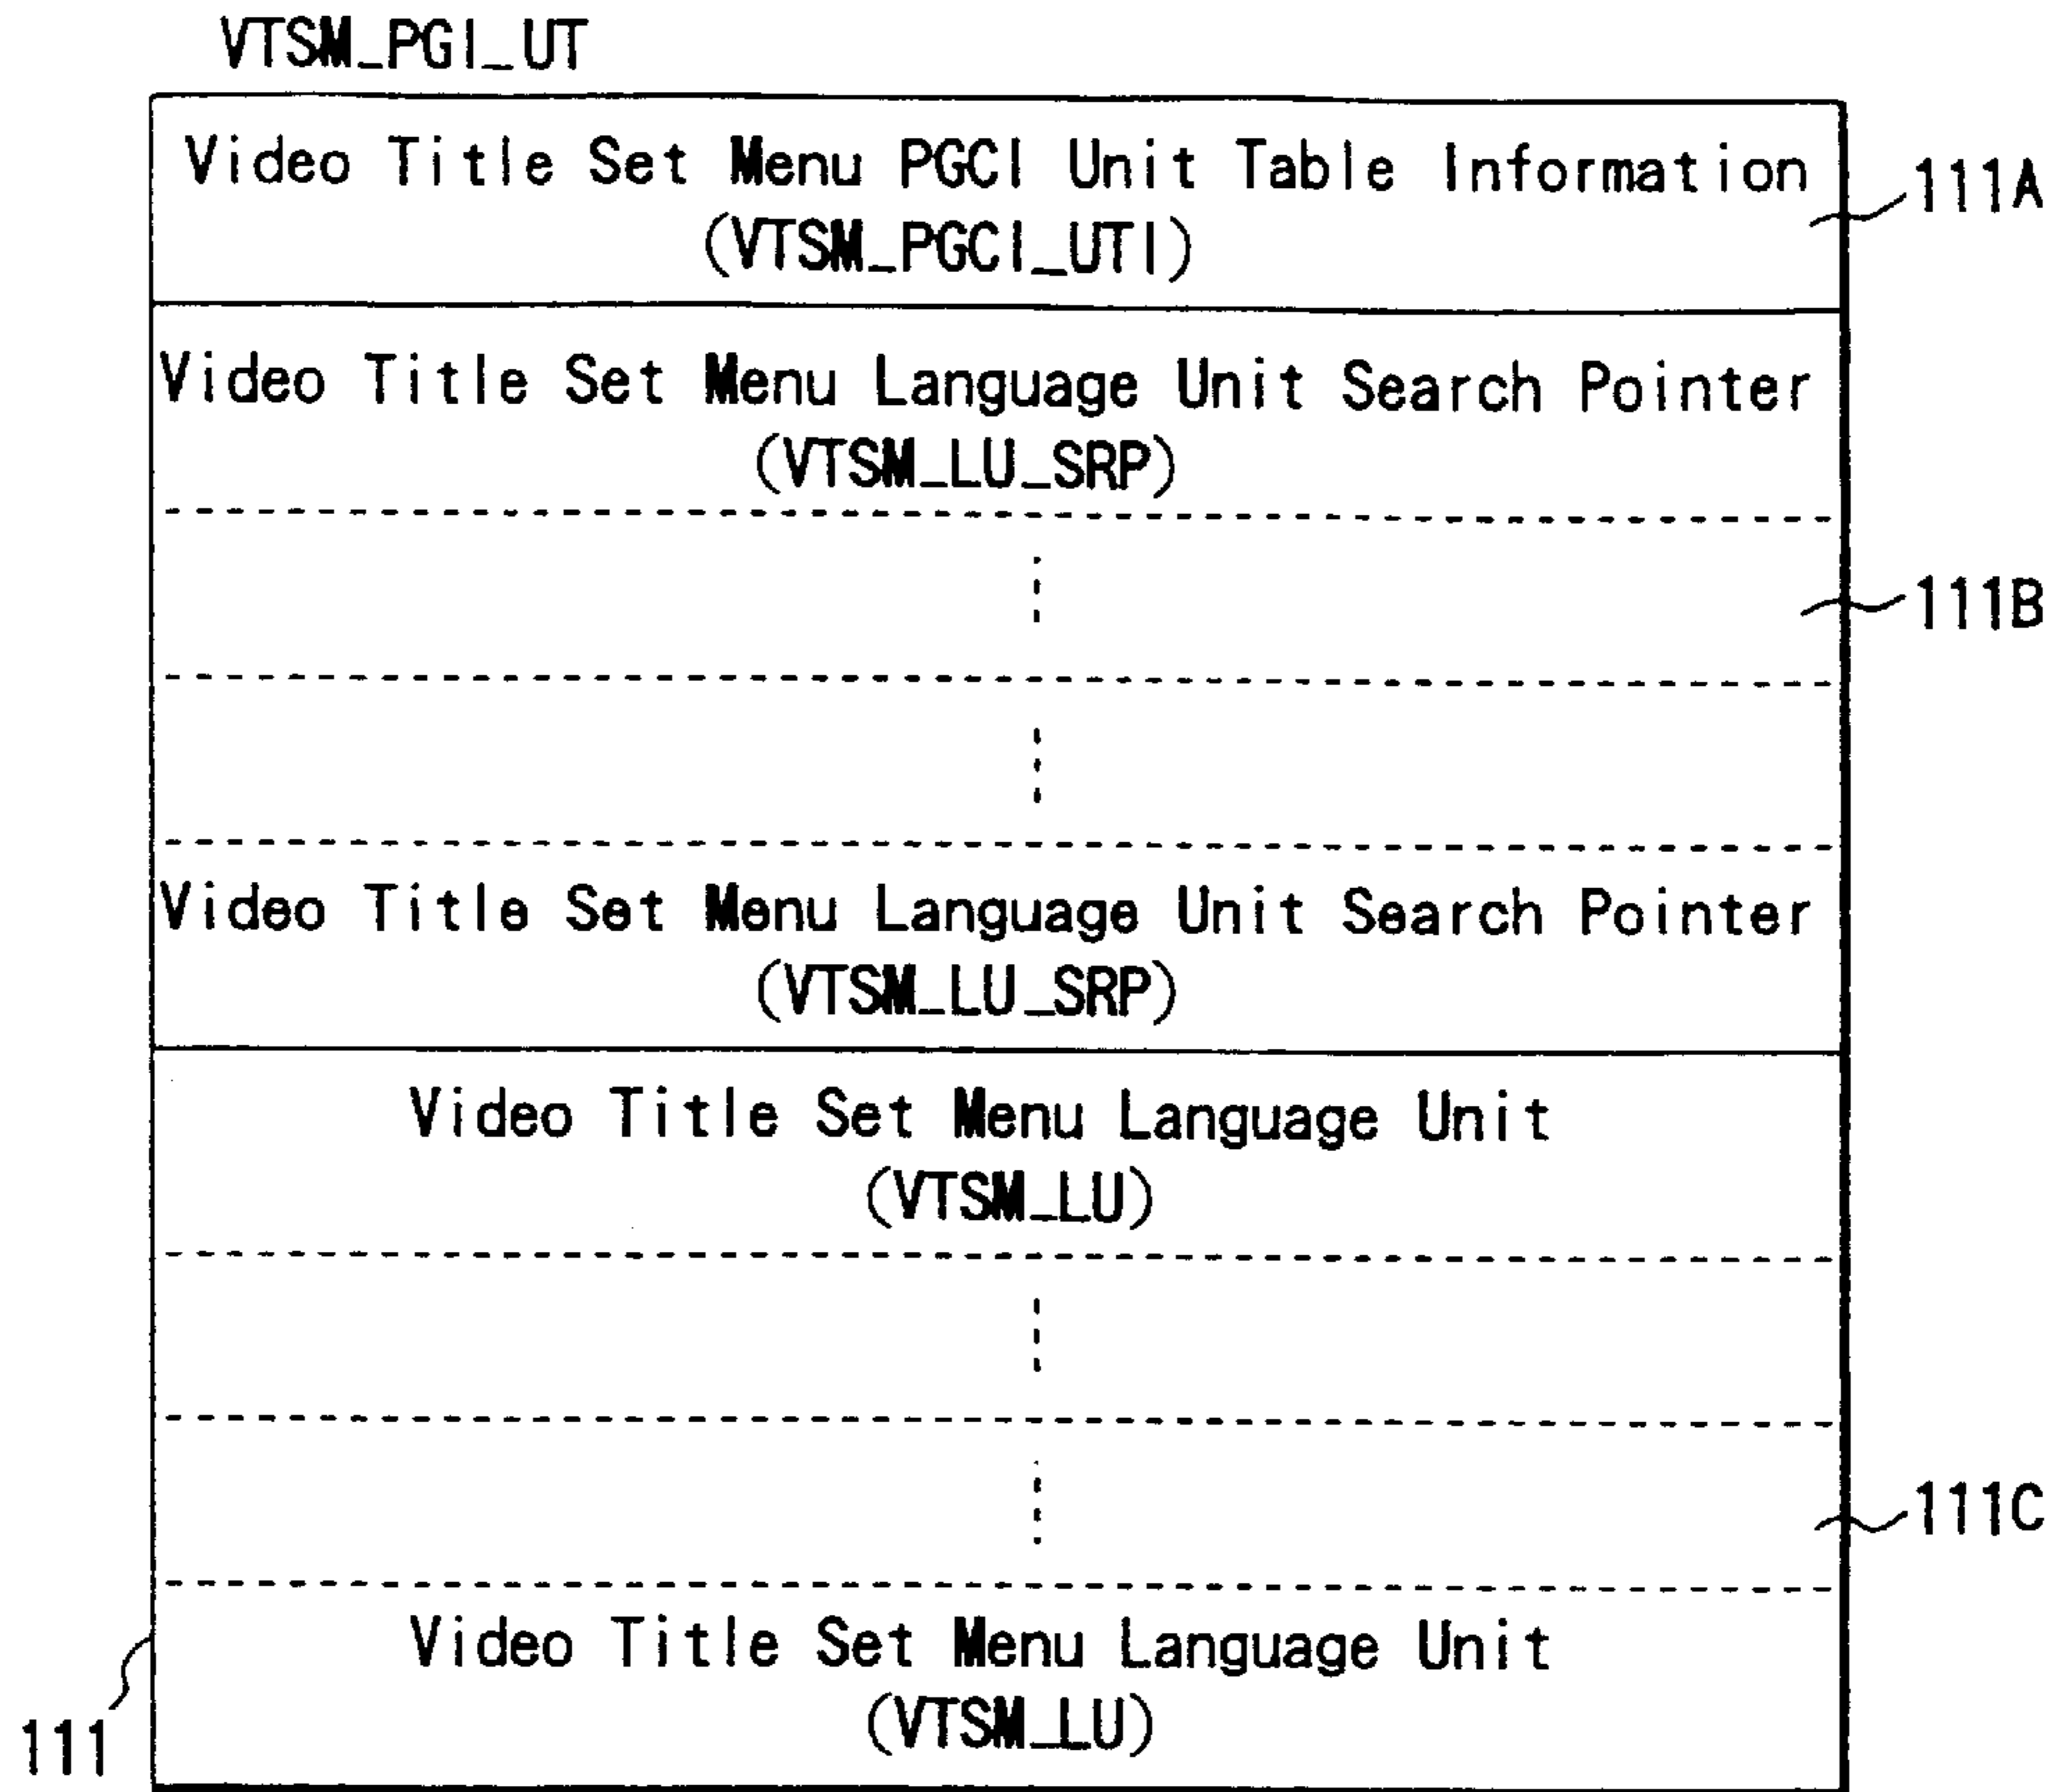 VTSM_PGI_UT
Video Title Set Menu PGCI Unit Table Information
(VTSM_PGCI_UTI)
111A
Video Title Set Menu Language Unit Search Pointer
(VTSM_LU_SRP)
111B
Video Title Set Menu Language Unit Search Pointer
(VTSM_LU_SRP)
Video Title Set Menu Language Unit
(VTSM_LU)
111C
Video Title Set Menu Language Unit
(VTSM_LU)
111